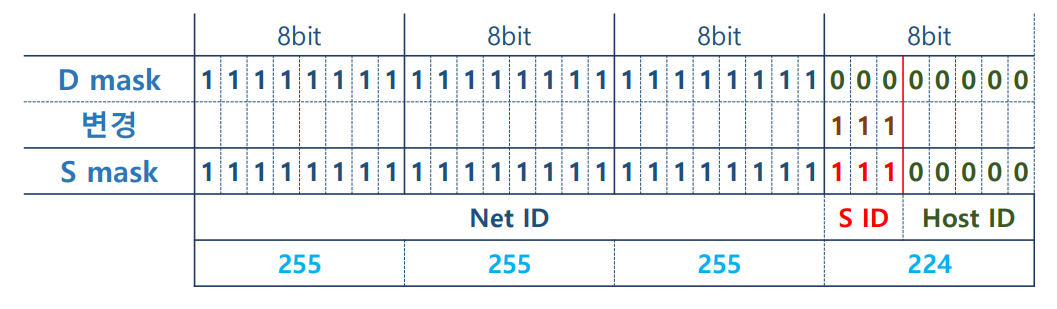 8bit 8bit 8bit 8bit
D mask 1 1 1 1 1 1 1 1 1 1 1 1 1 1 1 1 1 1 1 1 1 1 1 1 0 0 0 0 0 0 0 0
변경 1 1 1
S mask 1 1 1 1 1 1 1 1 1 1 1 1 1 1 1 1 1 1 1 1 1 1 1 1 1 1 1 0 0 0 0 0
Net ID S ID Host ID
255 255 255 224